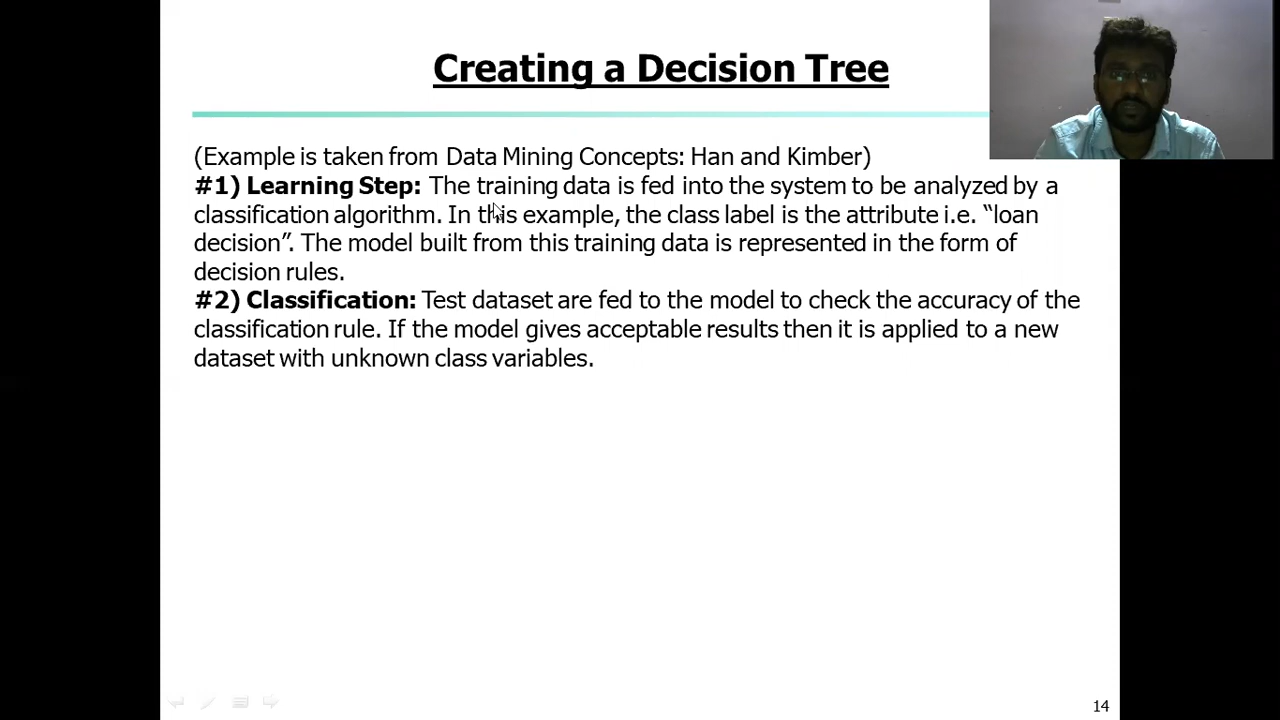 Creating a Decision Tree
(Example is taken from Data Mining Concepts: Han and Kimber)
#1) Learning Step: The training data is fed into the system to be analyzed by a
classification algorithm. In this example, the class label is the attribute i.e. “loan
decision”. The model built from this training data is represented in the form of
decision rules.
#2) Classification: Test dataset are fed to the model to check the accuracy of the
classification rule. If the model gives acceptable results then it is applied to a new
dataset with unknown class variables.
14